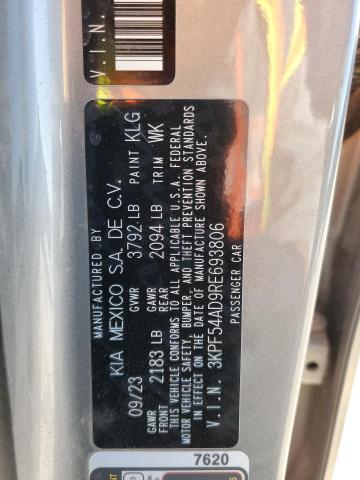 V.I.N.
MANUFACTURED BY
KIA MEXICO S.A. DE C.V.
09/23 GVWR 3792 LB PAINT KLG
GAWR FRONT 2183 LB GAWR REAR 2094 LB TRIM WK
THIS VEHICLE CONFORMS TO ALL APPLICABLE U.S.A. FEDERAL
MOTOR VEHICLE SAFETY, BUMPER, AND THEFT PREVENTION STANDARDS
IN EFFECT ON THE DATE OF MANUFACTURE SHOWN ABOVE.
V.I.N. 3KPF54AD9RE693806
PASSENGER CAR
7620